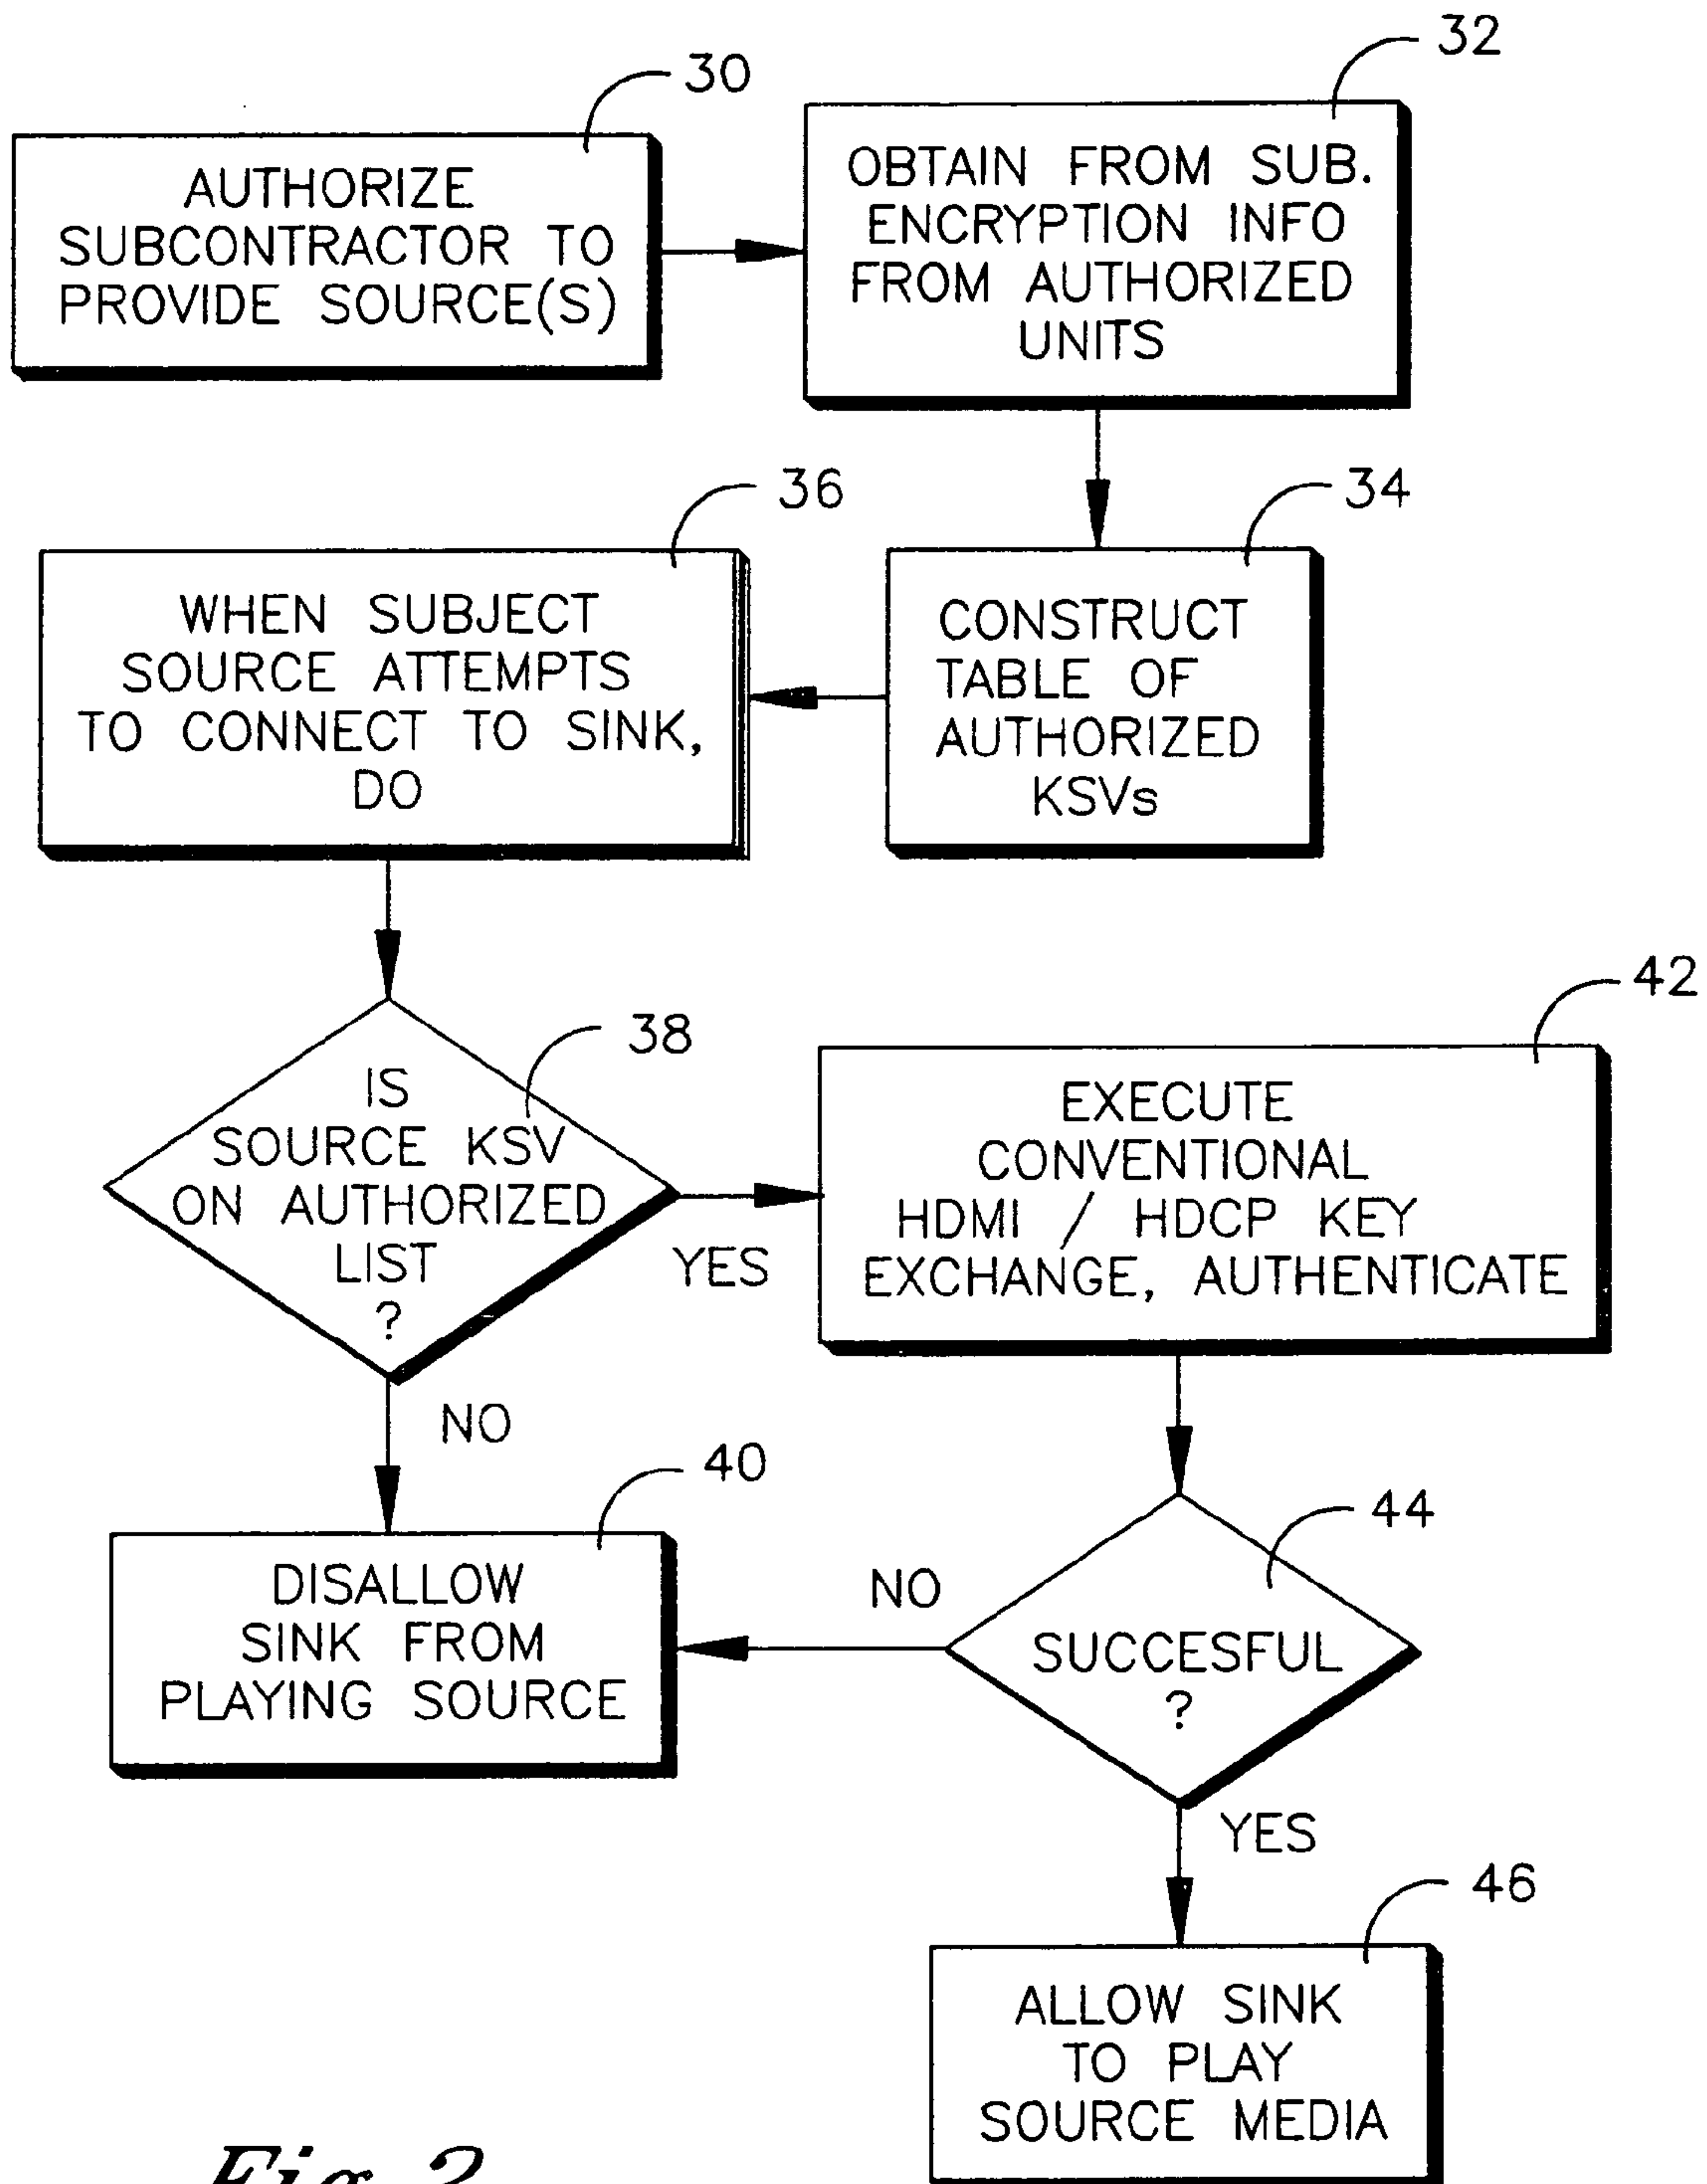 30
AUTHORIZE
SUBCONTRACTOR TO
PROVIDE SOURCE(S)
32
OBTAIN FROM SUB.
ENCRYPTION INFO
FROM AUTHORIZED
UNITS
34
CONSTRUCT
TABLE OF
AUTHORIZED
KSVs
36
WHEN SUBJECT
SOURCE ATTEMPTS
TO CONNECT TO SINK,
DO
38
IS
SOURCE KSV
ON AUTHORIZED
LIST
?
YES
NO
42
EXECUTE
CONVENTIONAL
HDMI / HDCP KEY
EXCHANGE, AUTHENTICATE
40
DISALLOW
SINK FROM
PLAYING SOURCE
44
SUCCESFUL
?
NO
YES
46
ALLOW SINK
TO PLAY
SOURCE MEDIA
Fig. 2